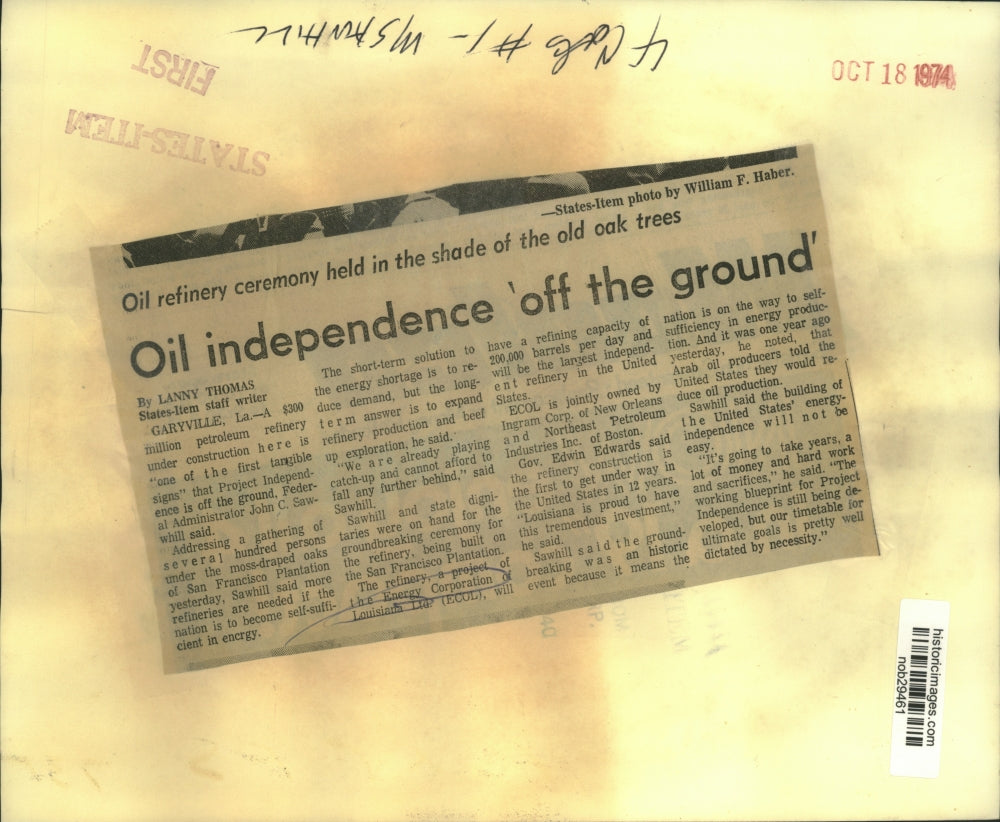 4 Cols #1 - W/SAWHILL
FIRST
OCT 18 1974
STATES-ITEM
—States-Item photo by William F. Haber.
Oil refinery ceremony held in the shade of the old oak trees
Oil independence 'off the ground'
By LANNY THOMAS
States-Item staff writer
GARYVILLE, La.—A $300
million petroleum refinery
under construction here is
"one of the first tangible
signs" that Project Independ-
ence is off the ground, Feder-
al Administrator John C. Saw-
whill said.
Addressing a gathering of
several hundred persons
under the moss-draped oaks
of San Francisco Plantation
yesterday, Sawhill said more
refineries are needed if the
nation is to become self-suffi-
cient in energy.
The short-term solution to
the energy shortage is to re-
duce demand, but the long-
term answer is to expand
refinery production and beef
up exploration, he said.
"We are already playing
catch-up and cannot afford to
fall any further behind," said
Sawhill.
Sawhill and state digni-
taries were on hand for the
groundbreaking ceremony for
the refinery, being built on
the San Francisco Plantation.
The refinery, a project of
the Energy Corporation of
Louisiana Ltd. (ECOL), will
have a refining capacity of
200,000 barrels per day and
will be the largest independ-
ent refinery in the United
States.
ECOL is jointly owned by
Ingram Corp. of New Orleans
and Northeast Petroleum
Industries Inc. of Boston.
Gov. Edwin Edwards said
the refinery construction is
the first to get under way in
the United States in 12 years.
"Louisiana is proud to have
this tremendous investment,"
he said.
Sawhill said the ground-
breaking was an historic
event because it means the
nation is on the way to self-
sufficiency in energy produc-
tion. And it was one year ago
yesterday, he noted, that
Arab oil producers told the
United States they would re-
duce oil production.
Sawhill said the building of
the United States' energy-
independence will not be
easy.
"It's going to take years, a
lot of money and hard work
and sacrifices," he said. "The
working blueprint for Project
Independence is still being de-
veloped, but our timetable for
ultimate goals is pretty well
dictated by necessity."
historicimages.com
nob29461